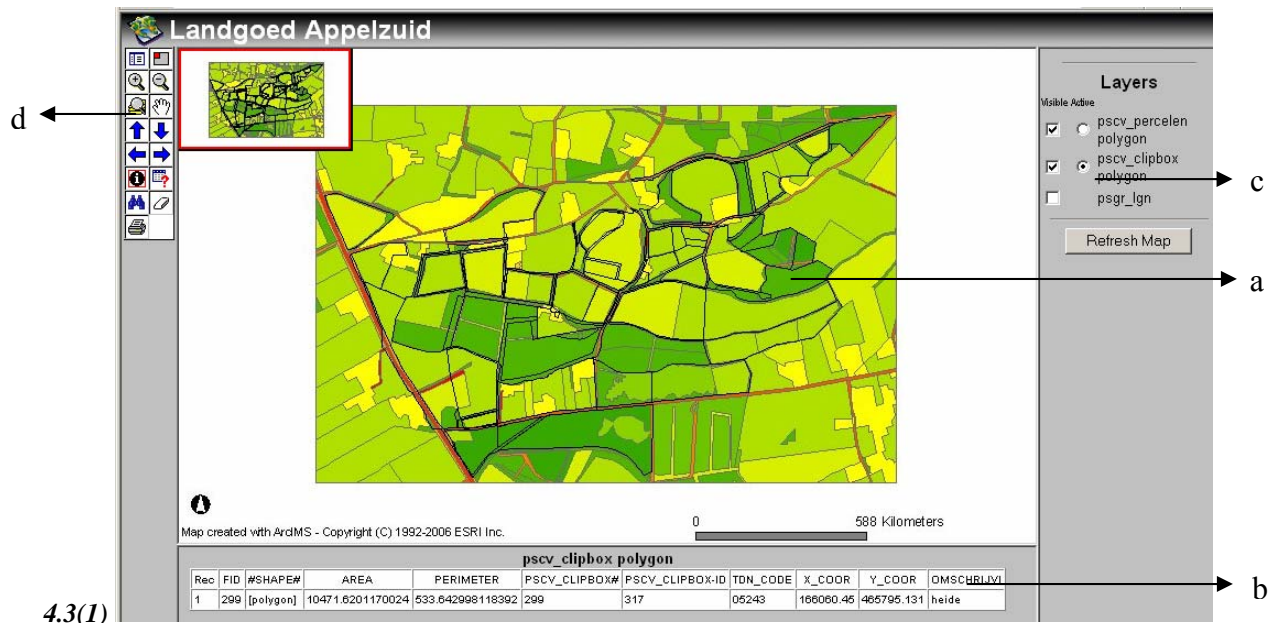 Landgoed Appelzuid
d
Layers
Visible Active
pscv_percelen
polygon
pscv_clipbox
polygon
c
psgr_lgn
Refresh Map
a
0 588 Kilometers
Map created with ArcIMS - Copyright (C) 1992-2006 ESRI Inc.
pscv_clipbox polygon
Rec FID #SHAPE# AREA PERIMETER PSCV_CLIPBOX# PSCV_CLIPBOX-ID TDN_CODE X_COOR Y_COOR OMSCHRIJVI
b
1 299 [polygon] 10471.6201170024 533.642998118392 299 317 05243 166060.45 465795.131 heide
4.3(1)